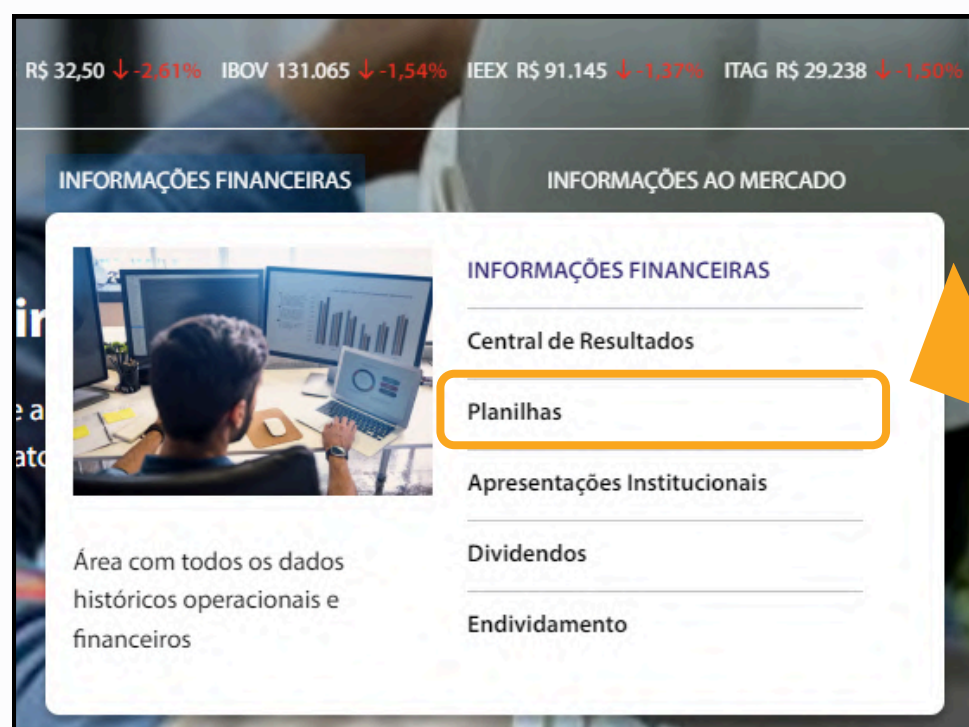 R$ 32,50 ↓ -2,61% IBOV 131.065 ↓ -1,54% IEEX R$ 91.145 ↓ -1,37% ITAG R$ 29.238 ↓ -1,50%
INFORMAÇÕES FINANCEIRAS INFORMAÇÕES AO MERCADO
INFORMAÇÕES FINANCEIRAS
Central de Resultados
Planilhas
Apresentações Institucionais
Dividendos
Endividamento
Área com todos os dados
históricos operacionais e
financeiros